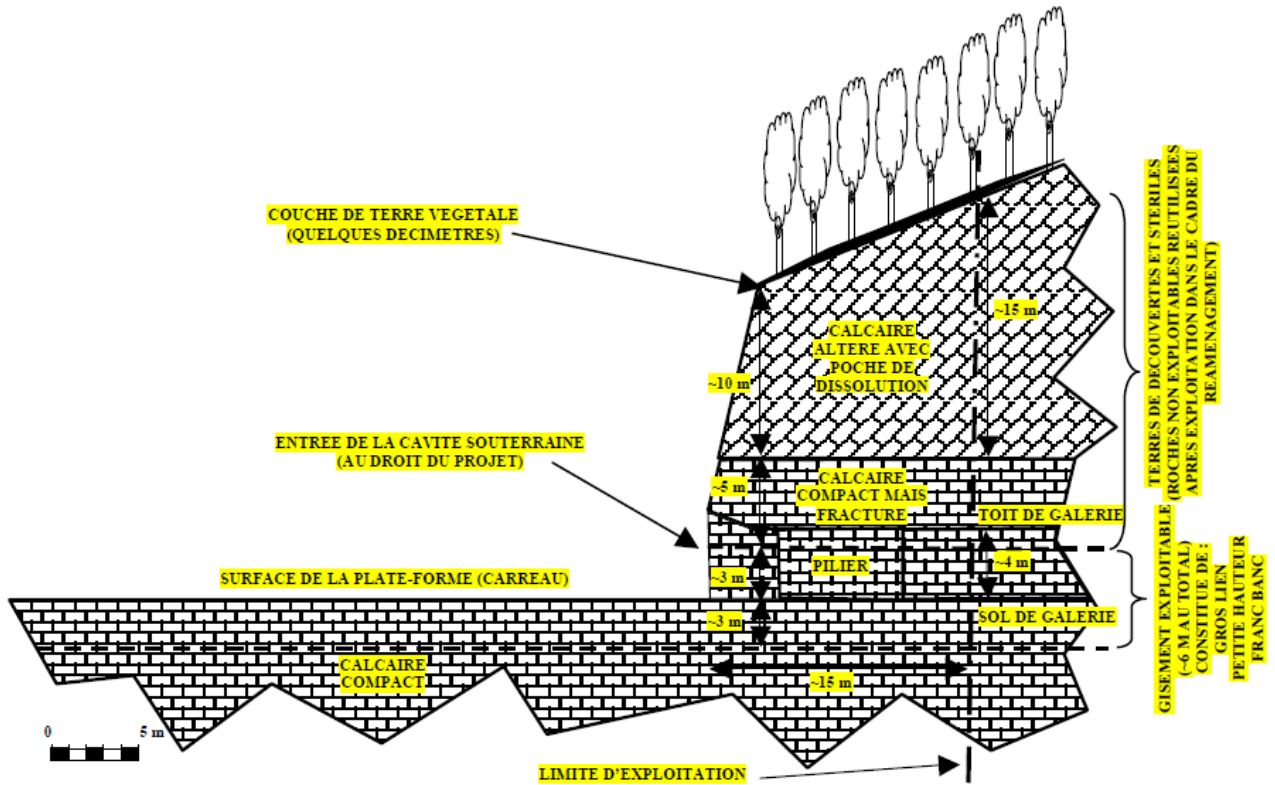 COUCHE DE TERRE VEGETALE
(QUELQUES DECIMETRES)
~15 m
CALCAIRE
ALTERE AVEC
POCHE DE
DISSOLUTION
~10 m
TERRES DE DECOUVERTES ET STERILES
(ROCHES NON EXPLOITABLES REUTILISEES
APRES EXPLOITATION DANS LE CADRE DU
REAMENAGEMENT)
ENTREE DE LA CAVITE SOUTERRAINE
(AU DROIT DU PROJET)
~5 m
CALCAIRE
COMPACT MAIS
FRACTURE
TOIT DE GALERIE
PILIER
~4 m
~3 m
SURFACE DE LA PLATE-FORME (CARREAU)
SOL DE GALERIE
~3 m
GISEMENT EXPLOITABLE
(~6 M AU TOTAL)
CONSTITUE DE :
GROS LIEN
PETITE HAUTEUR
FRANC BANC
CALCAIRE
COMPACT
~15 m
0 5 m
LIMITE D'EXPLOITATION